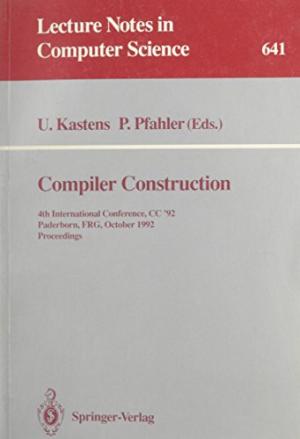 Lecture Notes in
Computer Science
641
U. Kastens P. Pfahler (Eds.)
Compiler Construction
4th International Conference, CC '92
Paderborn, FRG, October 1992
Proceedings
Springer-Verlag